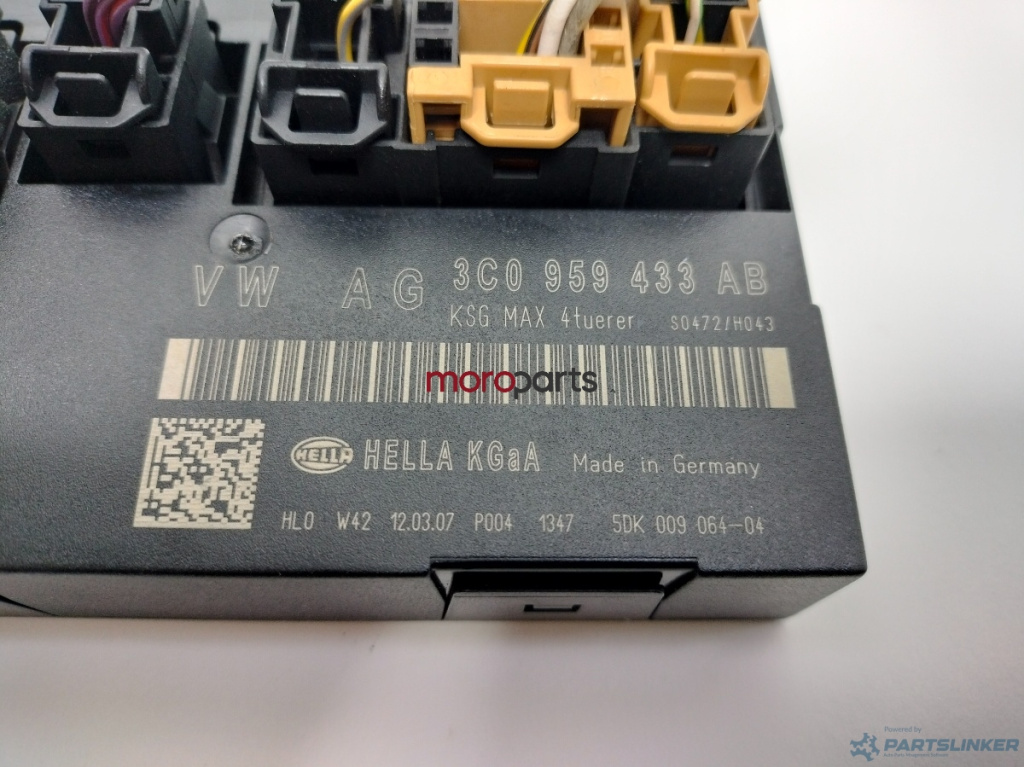 VW AG 3C0 959 433 AB
KSG MAX 4tuerer S0472/H043
moroparts
HELLA HELLA KGaA Made in Germany
HLO W42 12.03.07 P004 1347 5DK 009 064-04
Powered by
PARTSLINKER